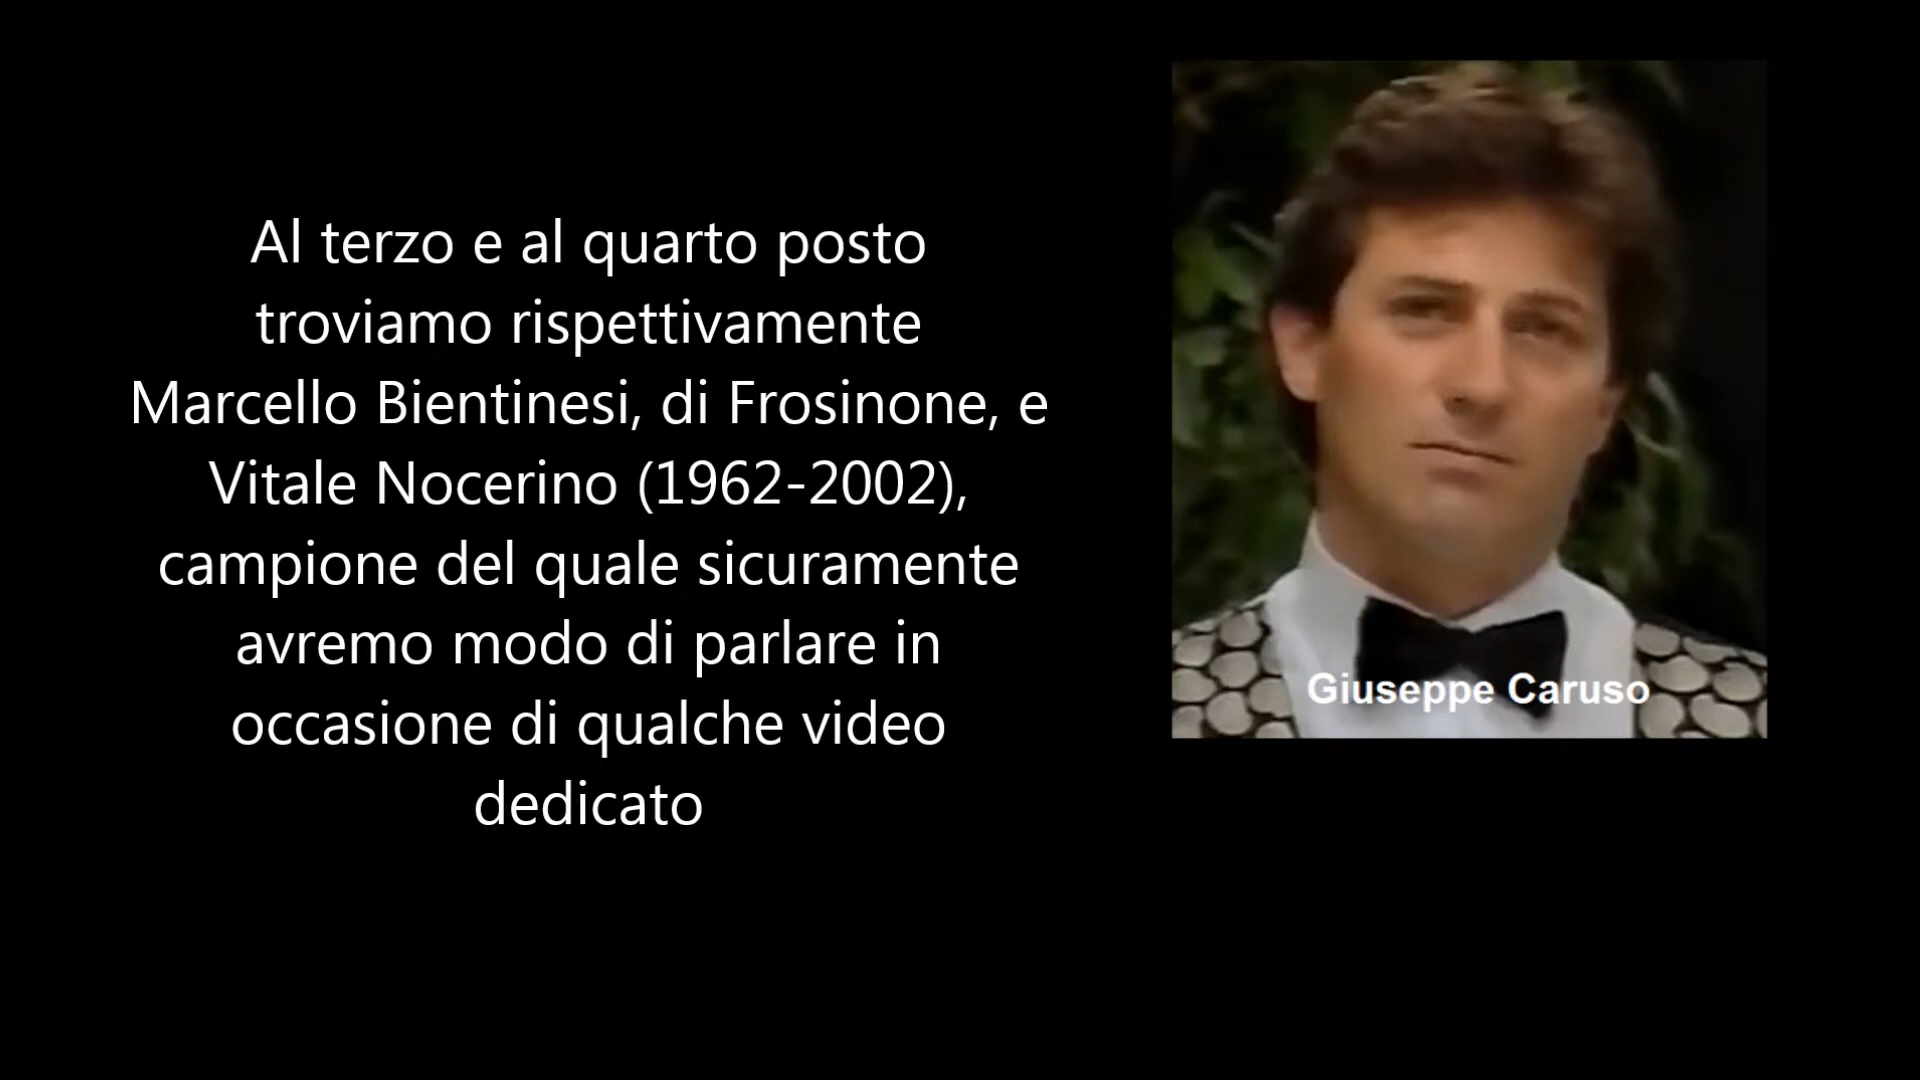 Al terzo e al quarto posto
troviamo rispettivamente
Marcello Bientinesi, di Frosinone, e
Vitale Nocerino (1962-2002),
campione del quale sicuramente
avremo modo di parlare in
occasione di qualche video
dedicato
Giuseppe Caruso